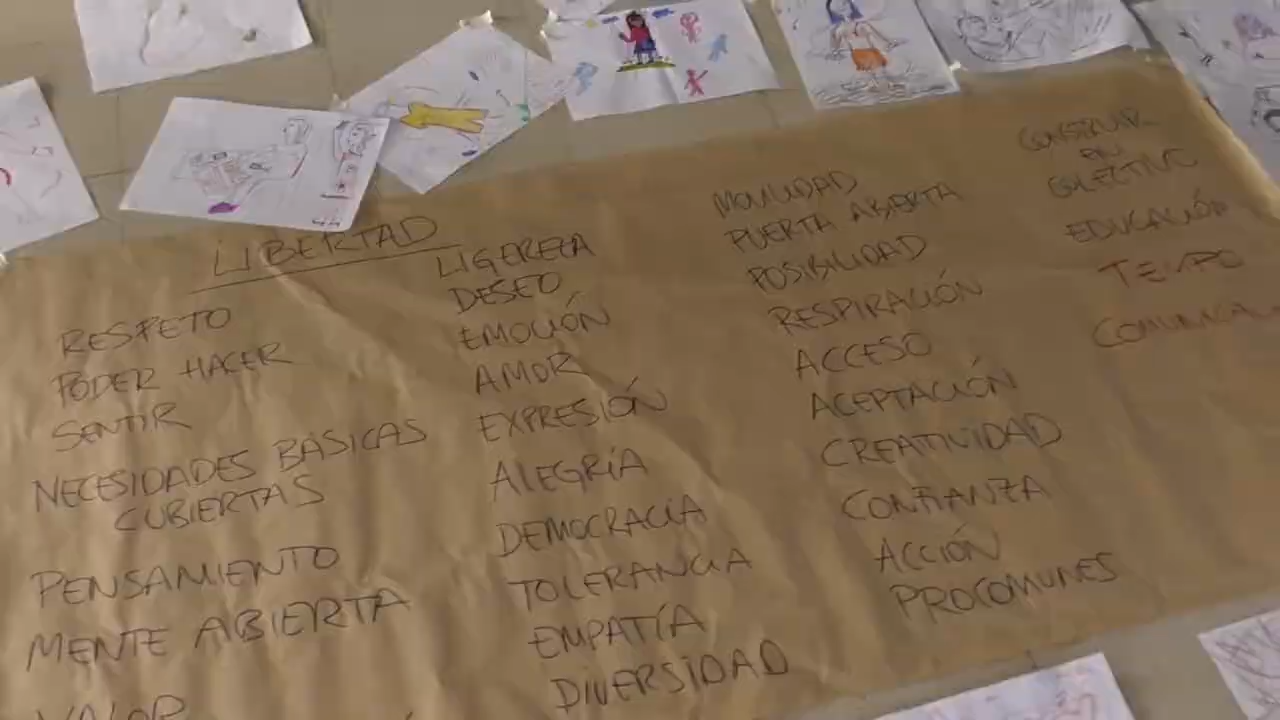 LIBERTAD
RESPETO
PODER HACER
SENTIR
NECESIDADES BÁSICAS
CUBIERTAS
PENSAMIENTO
MENTE ABIERTA
VALOR
LIGEREZA
DESEO
EMOCIÓN
AMOR
EXPRESIÓN
ALEGRÍA
DEMOCRACIA
TOLERANCIA
EMPATÍA
DIVERSIDAD
MOVILIDAD
PUERTA ABIERTA
POSIBILIDAD
RESPIRACIÓN
ACCESO
ACEPTACIÓN
CREATIVIDAD
CONFIANZA
ACCIÓN
PROCOMUNES
CONSTRUIR
EN
COLECTIVO
EDUCACIÓN
TIEMPO